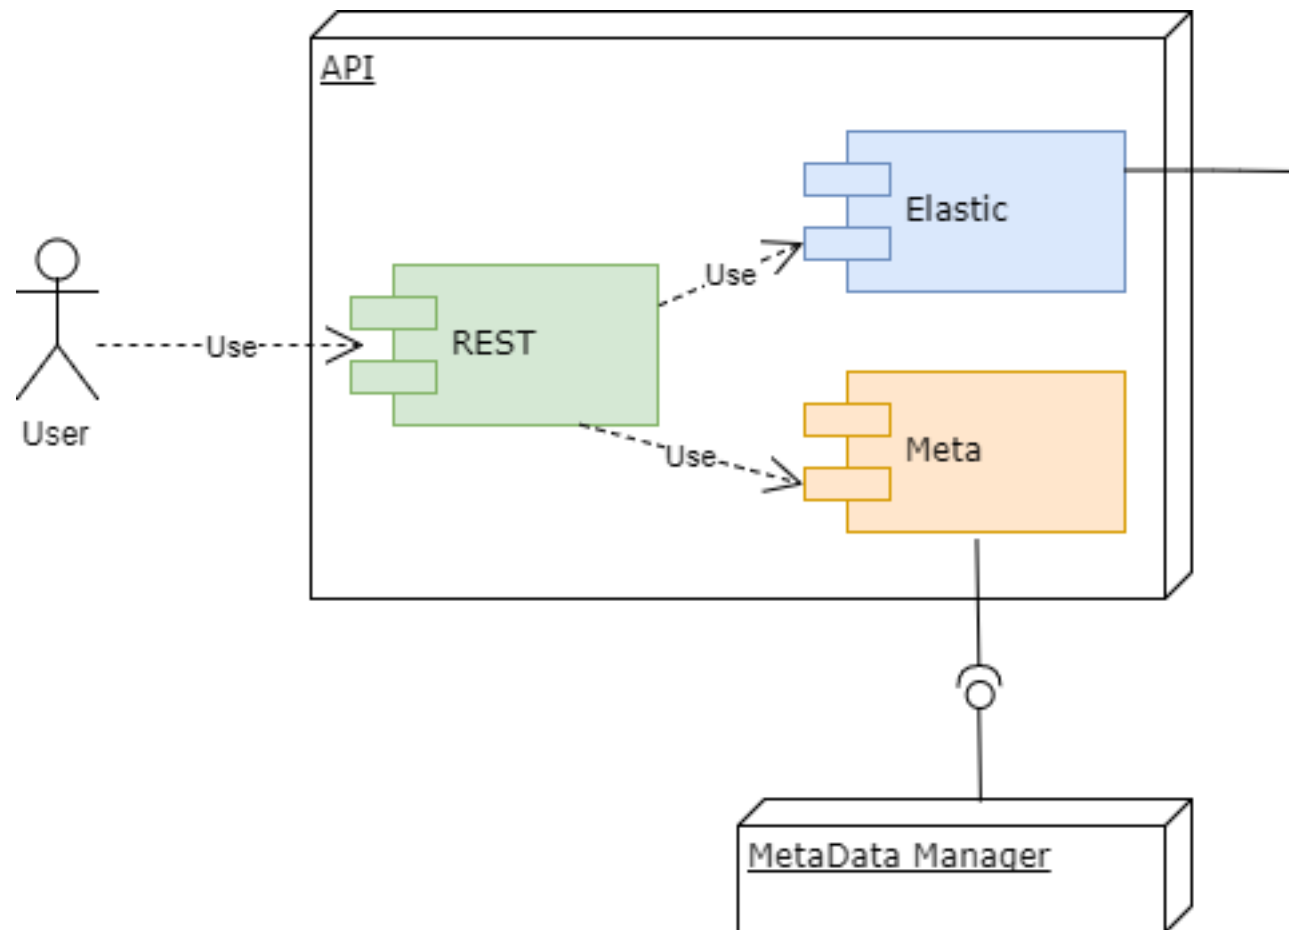 API
Elastic
Use
REST
Use
User
Use
Meta
MetaData Manager